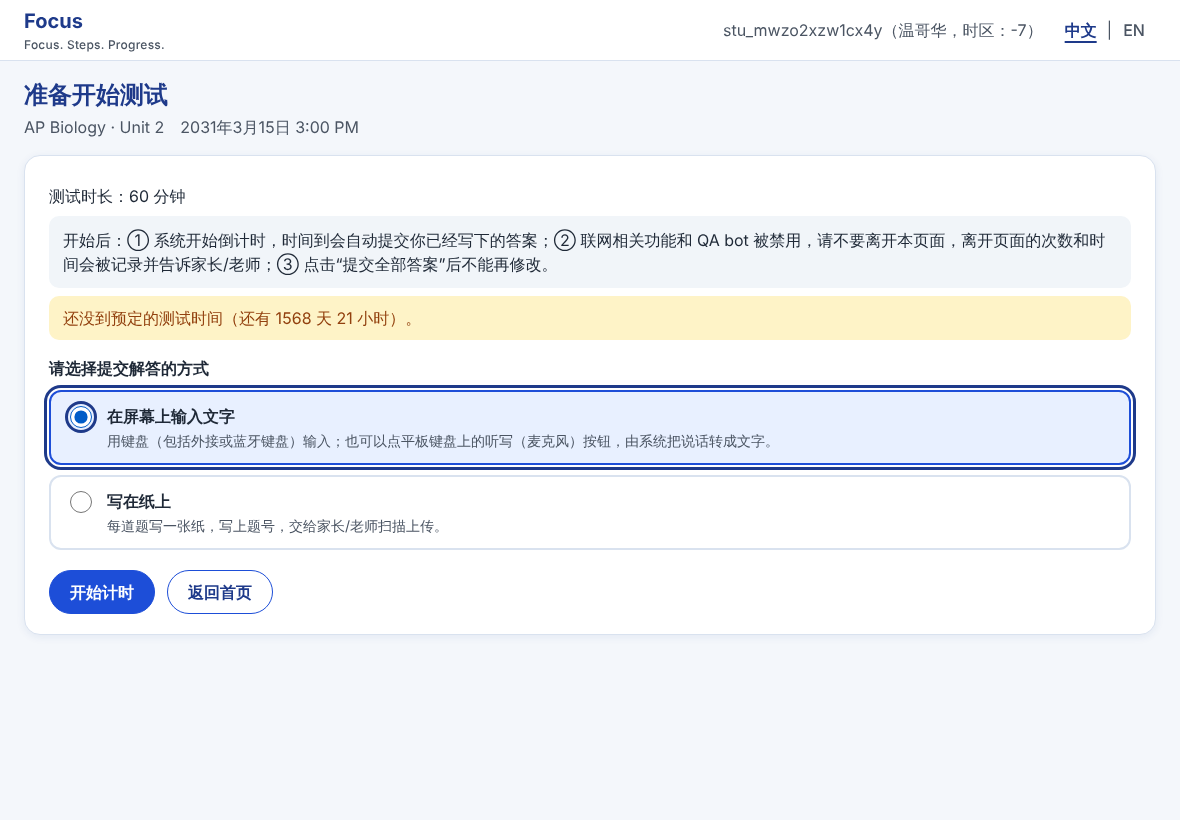 Focus
Focus. Steps. Progress.
stu_mwzo2xzw1cx4y（温哥华，时区：-7）
中文 | EN
准备开始测试
AP Biology · Unit 2 2031年3月15日 3:00 PM
测试时长：60 分钟
开始后：① 系统开始倒计时，时间到会自动提交你已经写下的答案；② 联网相关功能和 QA bot 被禁用，请不要离开本页面，离开页面的次数和时
间会被记录并告诉家长/老师；③ 点击“提交全部答案”后不能再修改。
还没到预定的测试时间（还有 1568 天 21 小时）。
请选择提交解答的方式
在屏幕上输入文字
用键盘（包括外接或蓝牙键盘）输入；也可以点平板键盘上的听写（麦克风）按钮，由系统把说话转成文字。
写在纸上
每道题写一张纸，写上题号，交给家长/老师扫描上传。
开始计时
返回首页